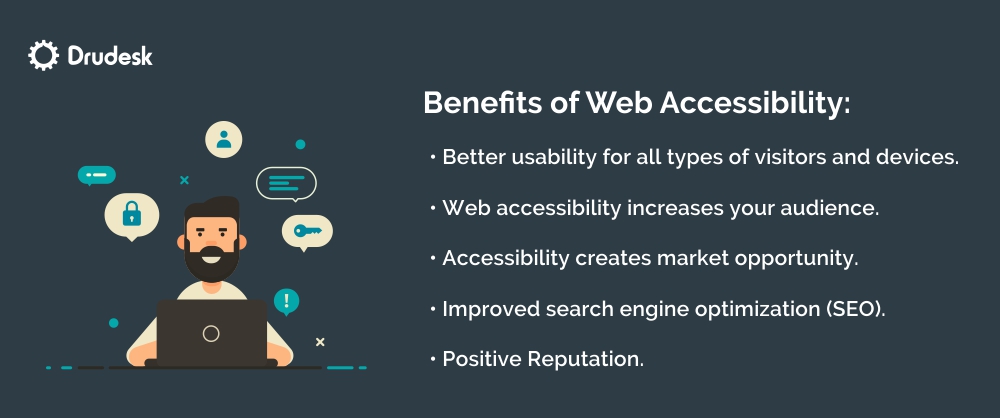 Drudesk
Benefits of Web Accessibility:
• Better usability for all types of visitors and devices.
• Web accessibility increases your audience.
• Accessibility creates market opportunity.
• Improved search engine optimization (SEO).
• Positive Reputation.
!